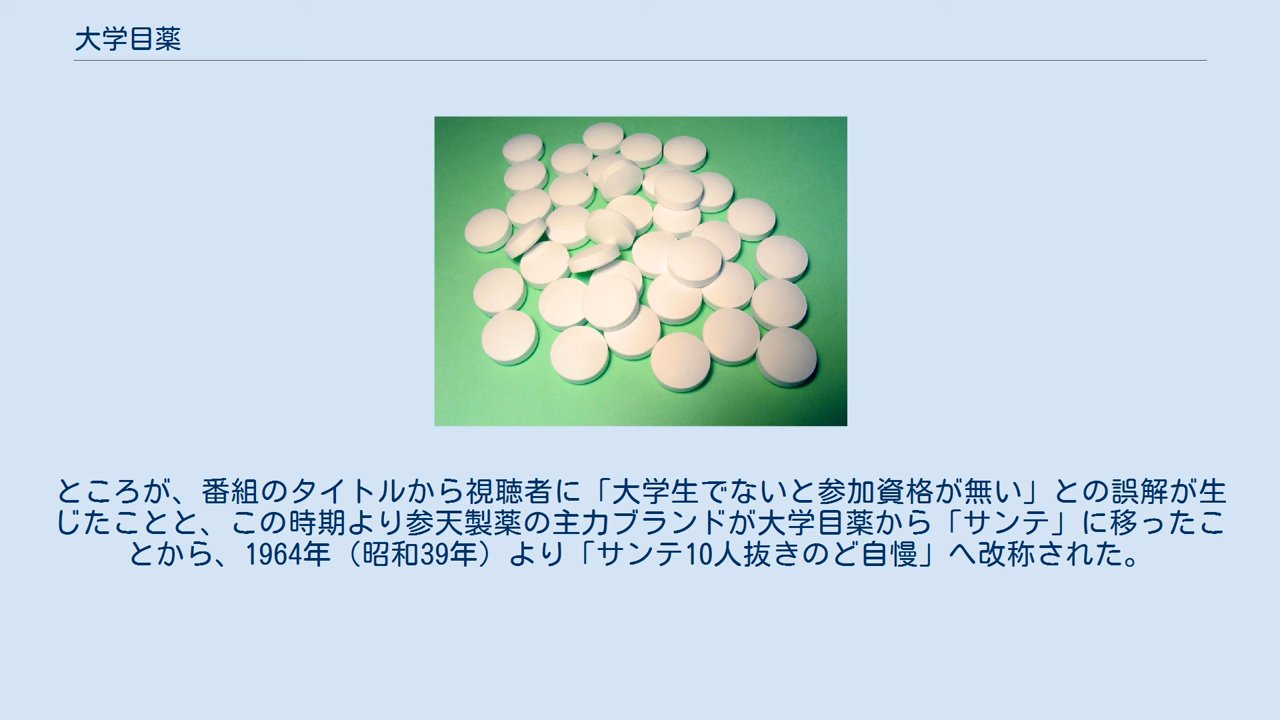 大学目薬
ところが、番組のタイトルから視聴者に「大学生でないと参加資格が無い」との誤解が生
じたことと、この時期より参天製薬の主力ブランドが大学目薬から「サンテ」に移ったこ
とから、1964年（昭和39年）より「サンテ10人抜きのど自慢」へ改称された。